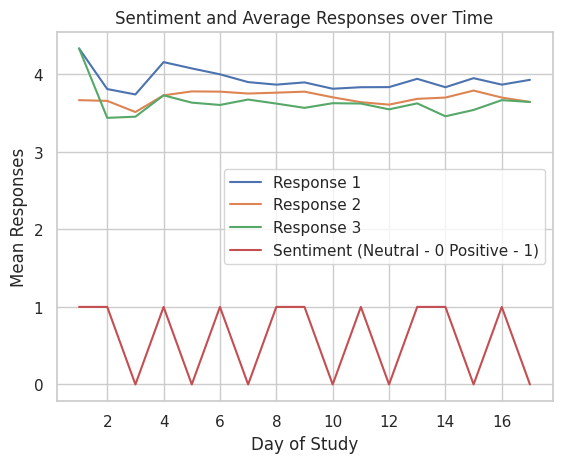 Sentiment and Average Responses over Time
Mean Responses
4
3
2
1
0
Response 1
Response 2
Response 3
Sentiment (Neutral - 0 Positive - 1)
2 4 6 8 10 12 14 16
Day of Study